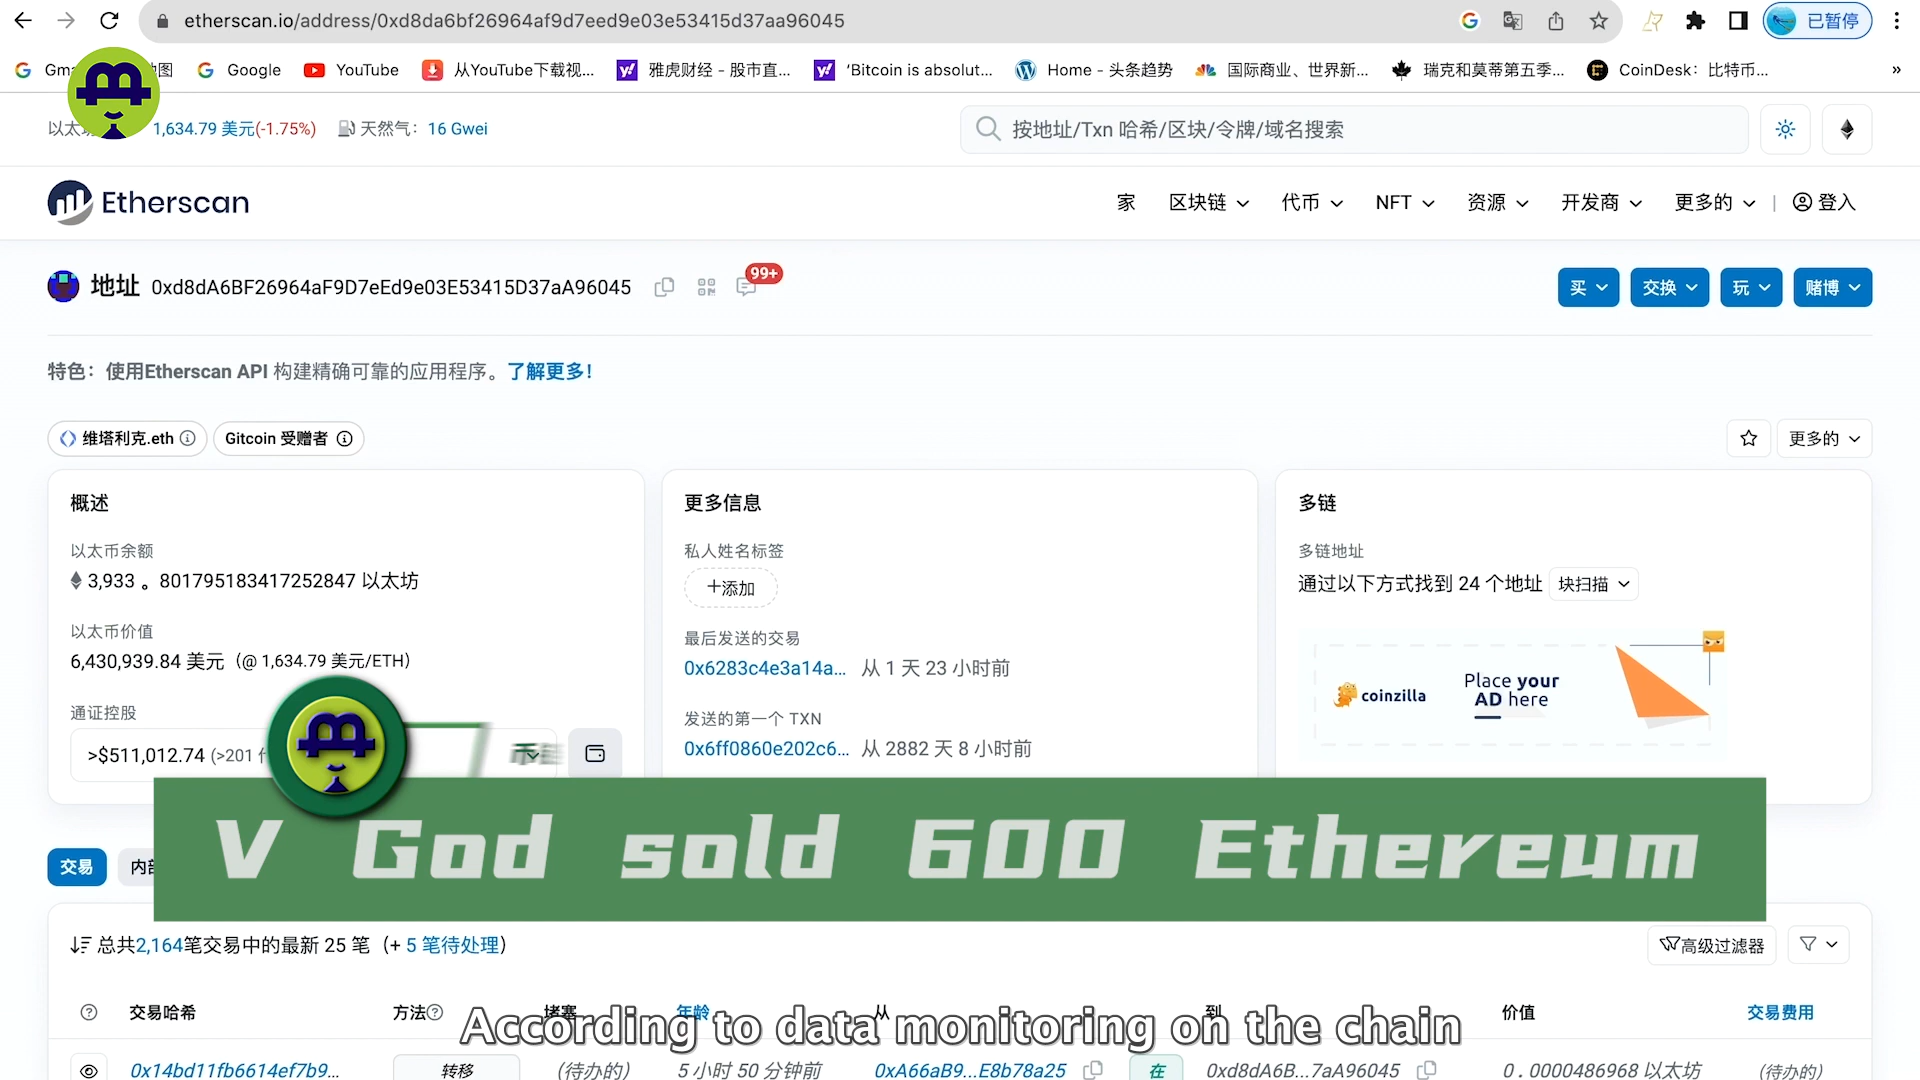 etherscan.io/address/0xd8da6bf26964af9d7eed9e03e53415d37aa96045
已暂停
Google
YouTube
从YouTube下载视...
雅虎财经 - 股市直...
‘Bitcoin is absolut...
Home - 头条趋势
国际商业、世界新...
瑞克和莫蒂第五季...
CoinDesk：比特币...
»
1,634.79 美元(-1.75%)
天然气：16 Gwei
按地址/Txn 哈希/区块/令牌/域名搜索
Etherscan
家
区块链
代币
NFT
资源
开发商
更多的
登入
地址 0xd8dA6BF26964aF9D7eEd9e03E53415D37aA96045
99+
买
交换
玩
赌博
特色：使用Etherscan API 构建精确可靠的应用程序。了解更多！
维塔利克.eth
Gitcoin 受赠者
更多的
概述
以太币余额
3,933 。801795183417252847 以太坊
以太币价值
6,430,939.84 美元（@ 1,634.79 美元/ETH）
通证控股
>$511,012.74 (>201
更多信息
私人姓名标签
+添加
最后发送的交易
0x6283c4e3a14a... 从 1 天 23 小时前
发送的第一个 TXN
0x6ff0860e202c6... 从 2882 天 8 小时前
多链
多链地址
通过以下方式找到 24 个地址
块扫描
coinzilla
Place your
AD here
V God sold 600 Ethereum
交易
内部
总共2,164笔交易中的最新 25 笔（+ 5 笔待处理）
高级过滤器
交易哈希
方法
堵塞
年龄
从
到
价值
交易费用
According to data monitoring on the chain
0x14bd11fb6614ef7b9...
转移
(待办的)
5 小时 50 分钟前
0xA66aB9...E8b78a25
在
0xd8dA6B...7aA96045
0.0000486968 以太坊
(待办的)